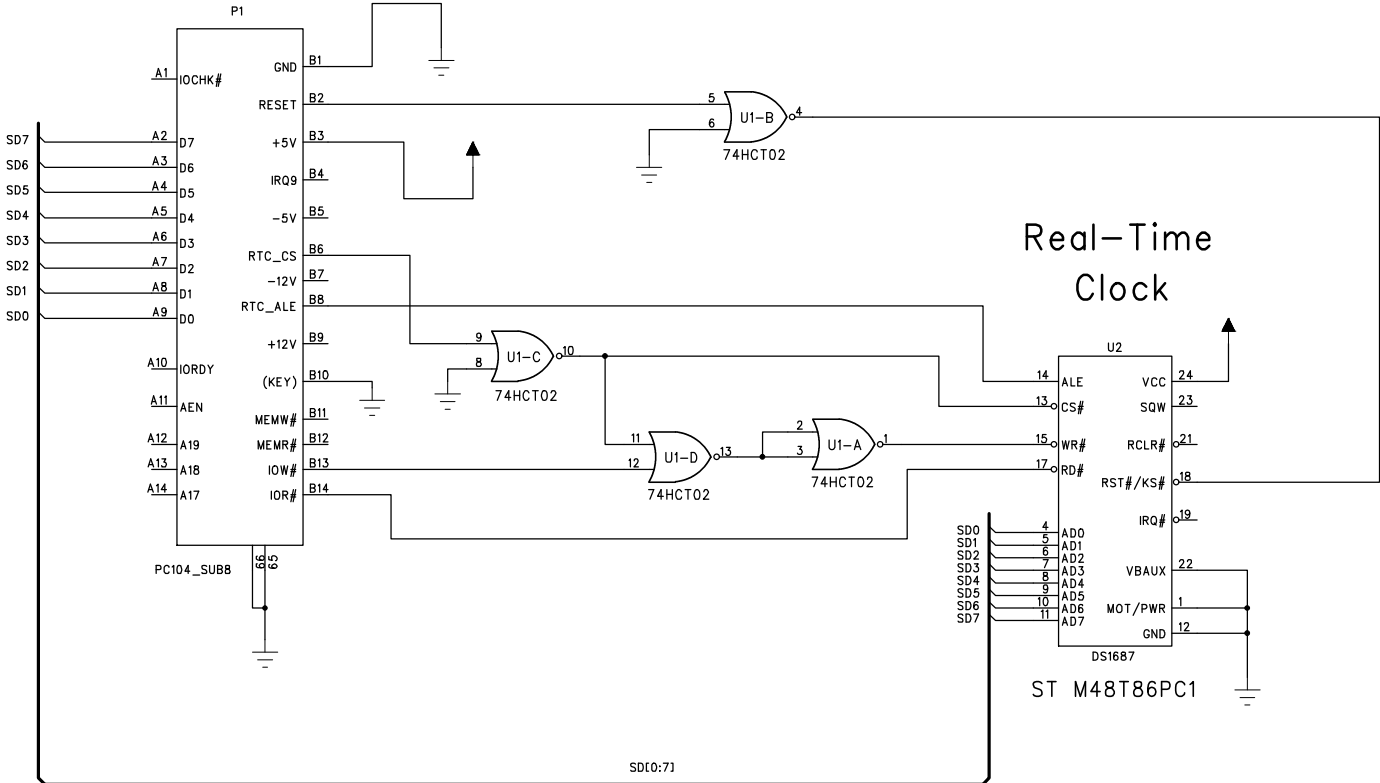 P1
GND B1
A1 IOCHK#
RESET B2
SD7 A2 D7
+5V B3
SD6 A3 D6
IRQ9 B4
SD5 A4 D5
SD4 A5 D4
-5V B5
SD3 A6 D3
RTC_CS B6
SD2 A7 D2
-12V B7
SD1 A8 D1
RTC_ALE B8
SD0 A9 D0
+12V B9
A10 IORDY
(KEY) B10
A11 AEN
MEMW# B11
A12 A19
MEMR# B12
A13 A18
IOW# B13
A14 A17
IOR# B14
66
65
PC104_SUB8
5
6
U1-B
4
74HCT02
9
8
U1-C
10
74HCT02
11
12
U1-D
13
74HCT02
2
3
U1-A
1
74HCT02
Real-Time
Clock
U2
14 ALE
VCC 24
13 CS#
SQW 23
15 WR#
RCLR# 21
17 RD#
RST#/KS# 18
IRQ# 19
SD0 4 AD0
SD1 5 AD1
SD2 6 AD2
SD3 7 AD3
VBAUX 22
SD4 8 AD4
SD5 9 AD5
SD6 10 AD6
MOT/PWR 1
SD7 11 AD7
GND 12
DS1687
ST M48T86PC1
SD[0:7]